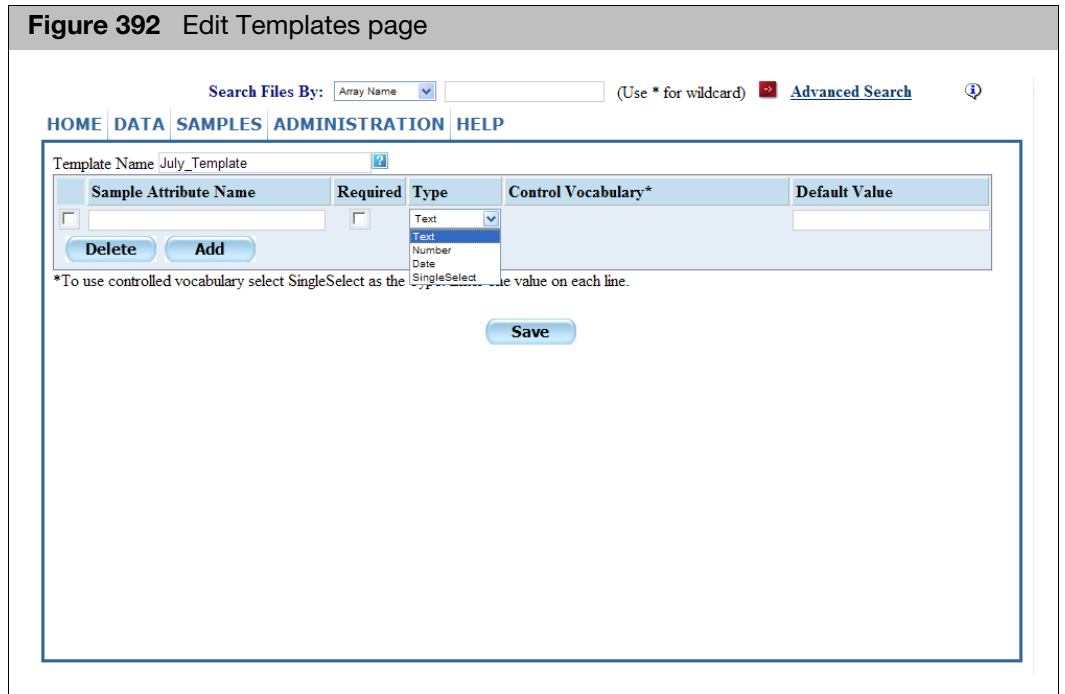 Figure 392 Edit Templates page
Search Files By: Array Name (Use * for wildcard) Advanced Search
HOME DATA SAMPLES ADMINISTRATION HELP
Template Name July_Template ?
Sample Attribute Name Required Type Control Vocabulary* Default Value
Text
Text
Number
Date
SingleSelect
Delete Add
*To use controlled vocabulary select SingleSelect as the value on each line.
Save